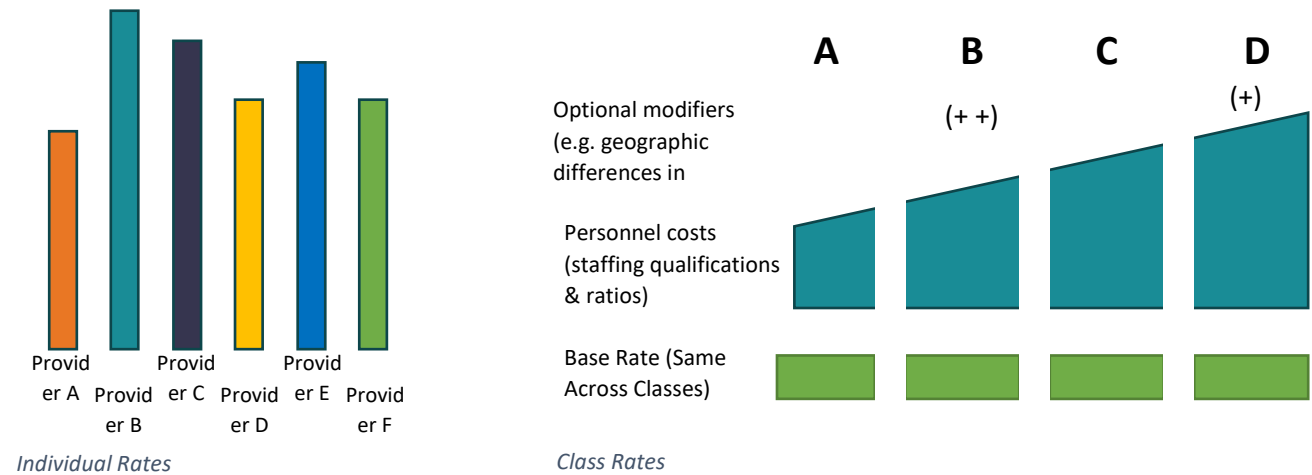 Provid
er A
Provid
er B
Provid
er C
Provid
er D
Provid
er E
Provid
er F
Individual Rates
A
B
C
D
Optional modifiers
(e.g. geographic
differences in
(+ +)
(+)
Personnel costs
(staffing qualifications
& ratios)
Base Rate (Same
Across Classes)
Class Rates